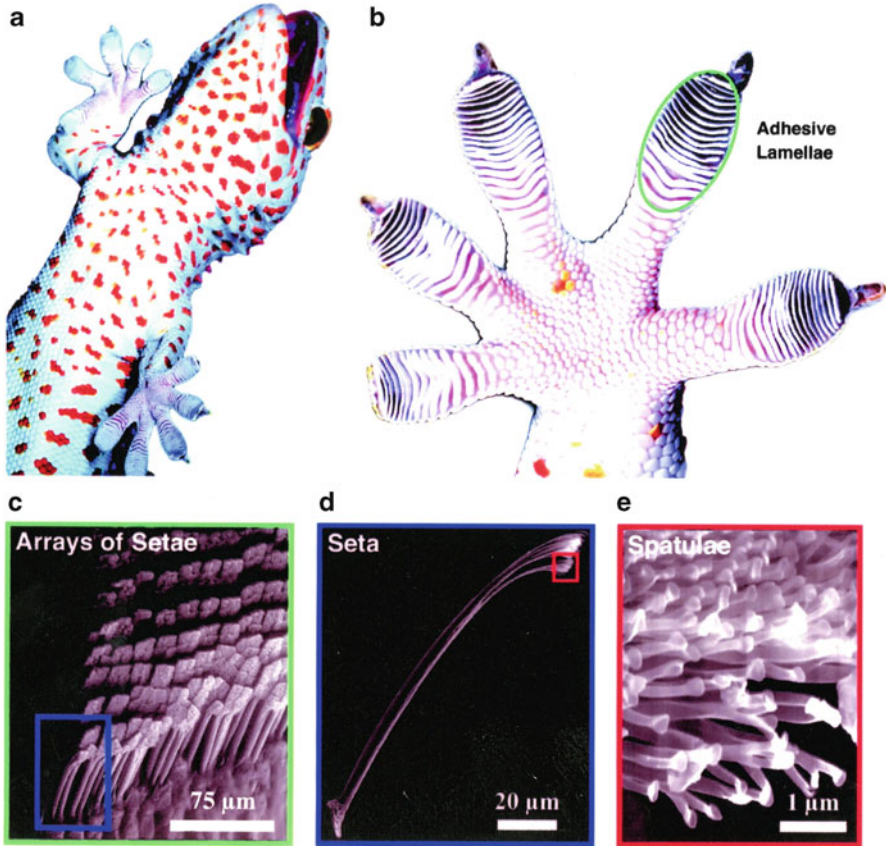 a
b
Adhesive
Lamellae
c
d
e
Arrays of Setae
Seta
Spatulae
75 µm
20 µm
1 µm